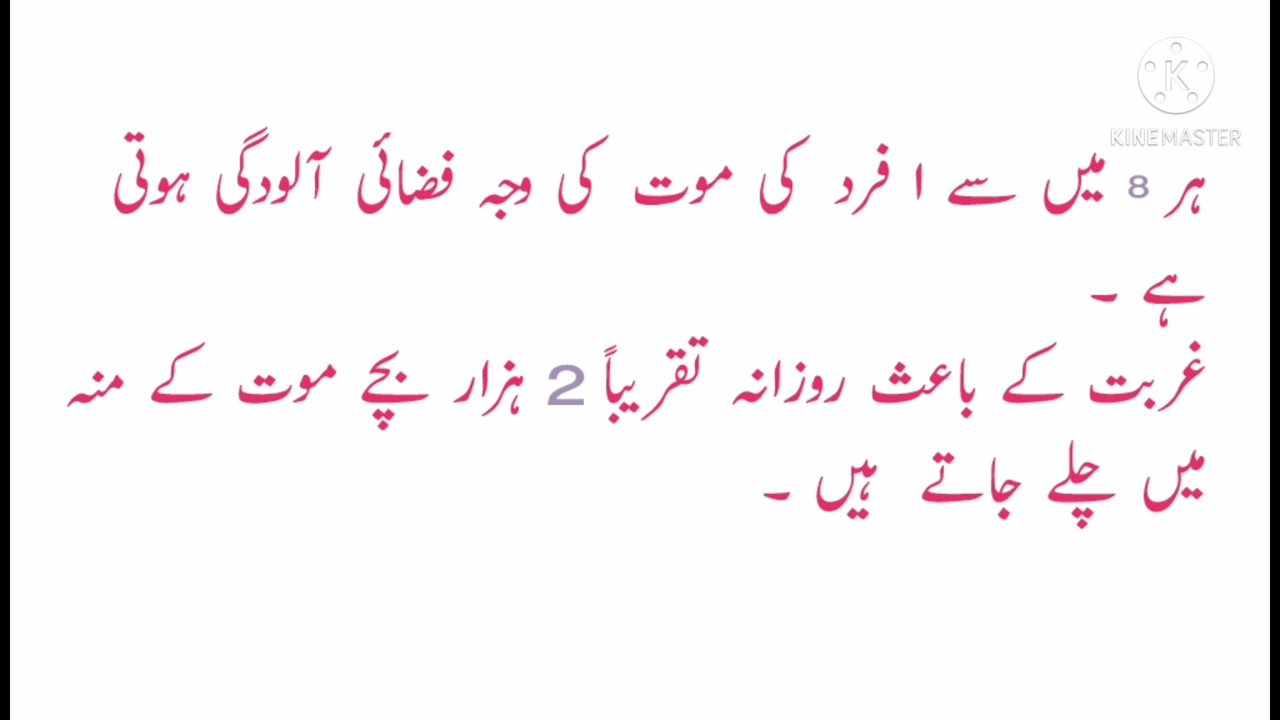 KINEMASTER
ہر 8 میں سے ۱ فرد کی موت کی وجہ فضائی آلودگی ہوتی
ہے ۔
غربت کے باعث روزانہ تقریباً 2 ہزار بچے موت کے منہ
میں چلے جاتے ہیں ۔